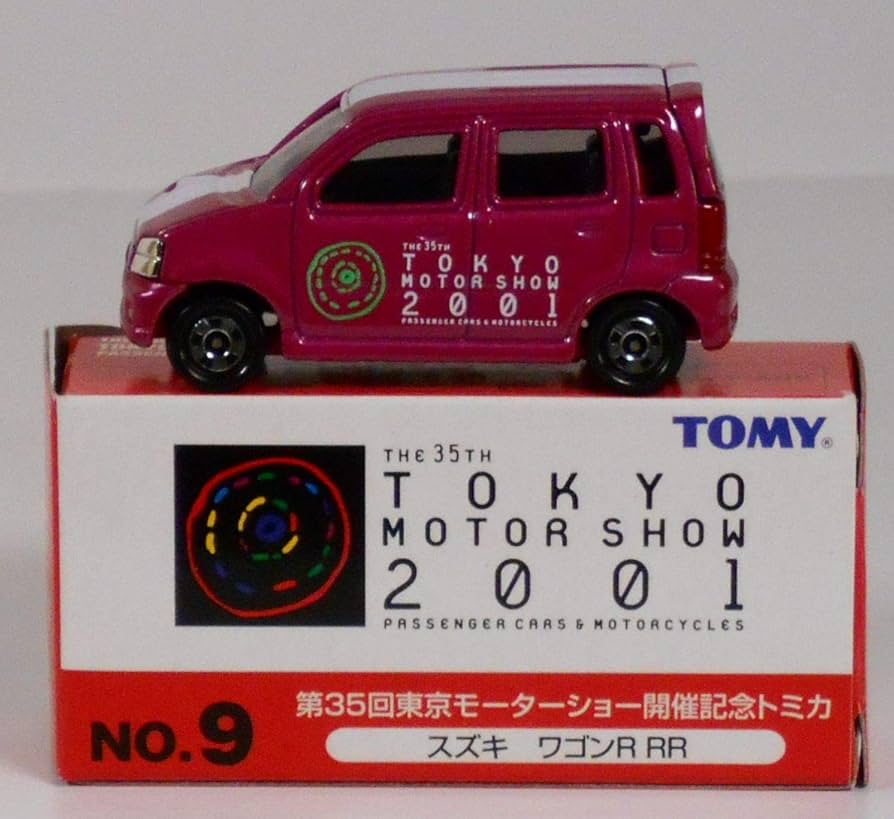 THE 35TH
TOKYO
MOTOR SHOW
2001
PASSENGER CARS & MOTORCYCLES
TOMY®
THE 35TH
TOKYO
MOTOR SHOW
2001
PASSENGER CARS & MOTORCYCLES
NO.9
第35回東京モーターショー開催記念トミカ
スズキ ワゴンR RR